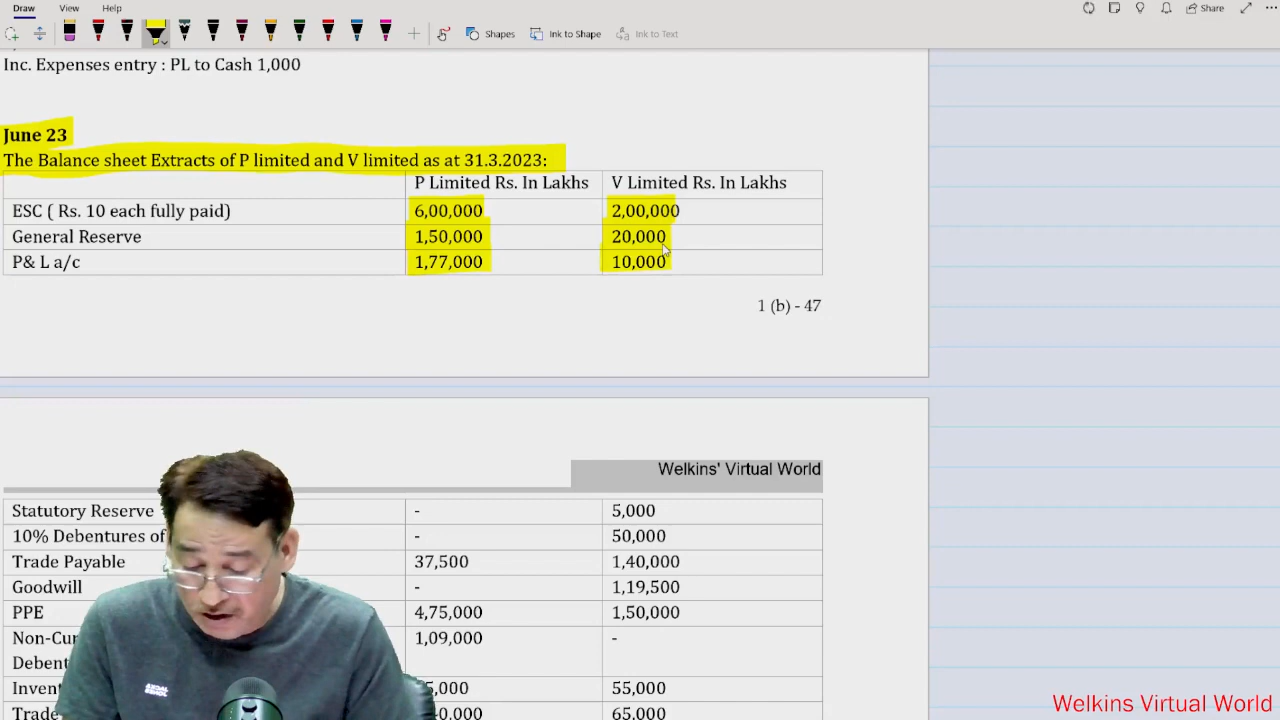 Draw View Help
Share
Shapes Ink to Shape Ink to Text
Inc. Expenses entry : PL to Cash 1,000
June 23
The Balance sheet Extracts of P limited and V limited as at 31.3.2023:
P Limited Rs. In Lakhs V Limited Rs. In Lakhs
ESC ( Rs. 10 each fully paid) 6,00,000 2,00,000
General Reserve 1,50,000 20,000
P& L a/c 1,77,000 10,000
1 (b) - 47
Welkins' Virtual World
Statutory Reserve - 5,000
10% Debentures of - 50,000
Trade Payable 37,500 1,40,000
Goodwill - 1,19,500
PPE 4,75,000 1,50,000
1,09,000 -
55,000
65,000
Welkins Virtual World